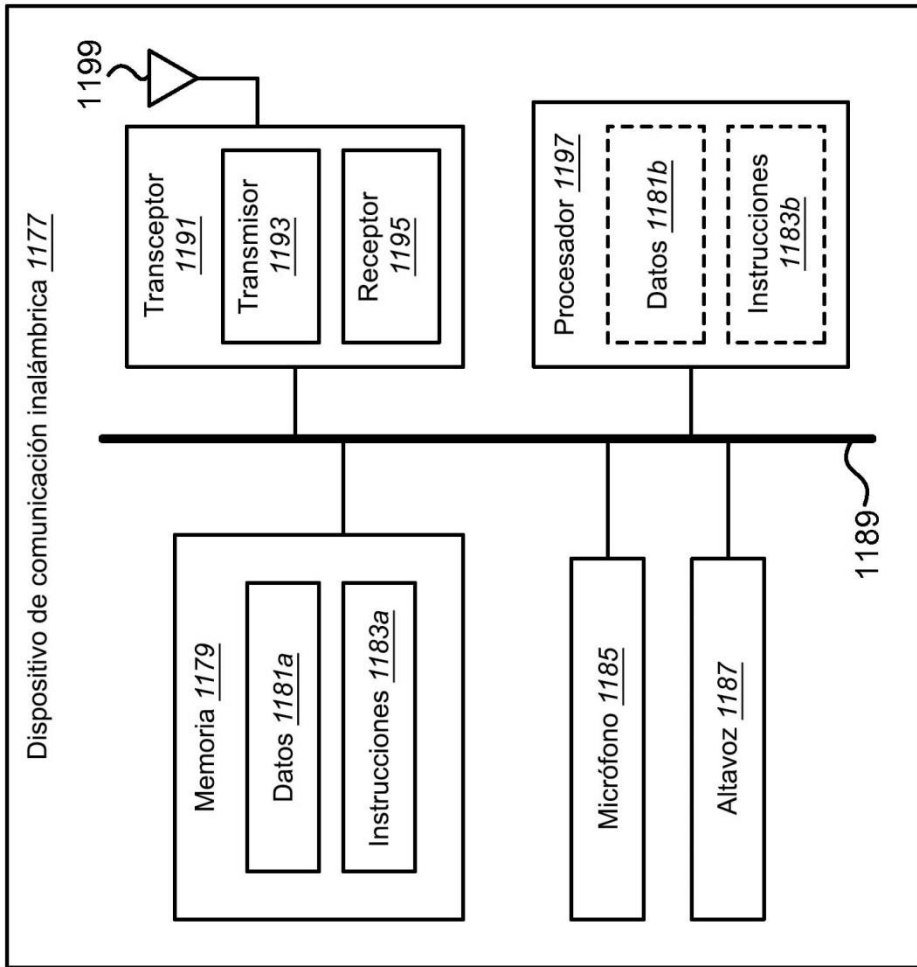 Dispositivo de comunicación inalámbrica 1177
Memoria 1179
Datos 1181a
Instrucciones 1183a
Micrófono 1185
Altavoz 1187
1189
Transceptor
1191
Transmisor
1193
Receptor
1195
1199
Procesador 1197
Datos
1181b
Instrucciones
1183b